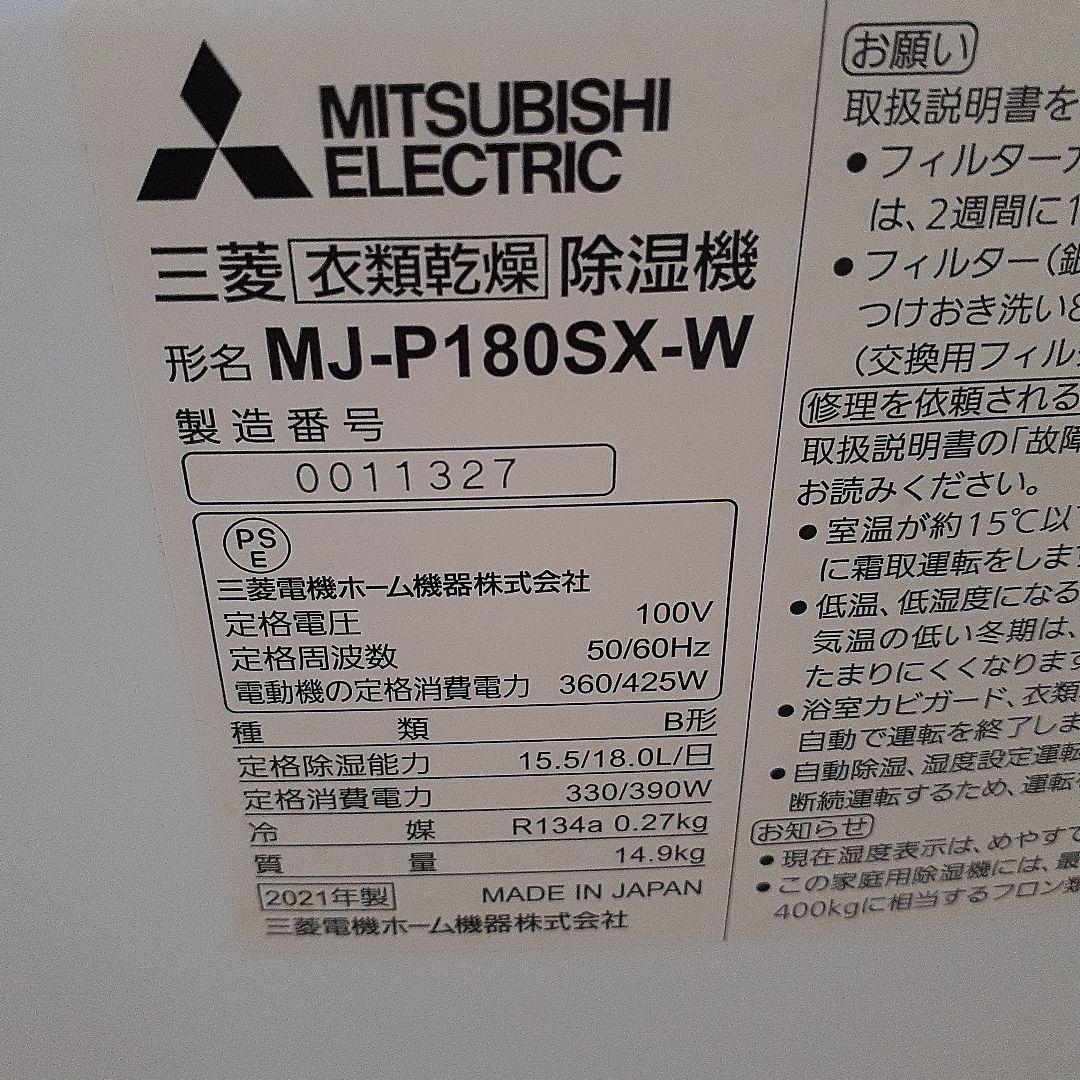 MITSUBISHI
ELECTRIC
三菱 衣類乾燥 除湿機
形名 MJ-P180SX-W
製造番号
0011327
PS
E
三菱電機ホーム機器株式会社
定格電圧 100V
定格周波数 50/60Hz
電動機の定格消費電力 360/425W
種類 B形
定格除湿能力 15.5/18.0L/日
定格消費電力 330/390W
冷媒 R134a 0.27kg
質量 14.9kg
2021年製 MADE IN JAPAN
三菱電機ホーム機器株式会社
お願い
取扱説明書を
●フィルター
は、2週間に1
●フィルター(銀
つけおき洗い
(交換用フィル
修理を依頼される
取扱説明書の「故障
お読みください。
●室温が約15℃以
に霜取運転をします
●低温、低湿度になる
気温の低い冬期は、
たまりにくくなります
●浴室カビガード、衣類
自動で運転を終了しま
●自動除湿、湿度設定運転
断続運転するため、運転
お知らせ
●現在湿度表示は、めやすで
●この家庭用除湿機には、最
400kgに相当するフロン類